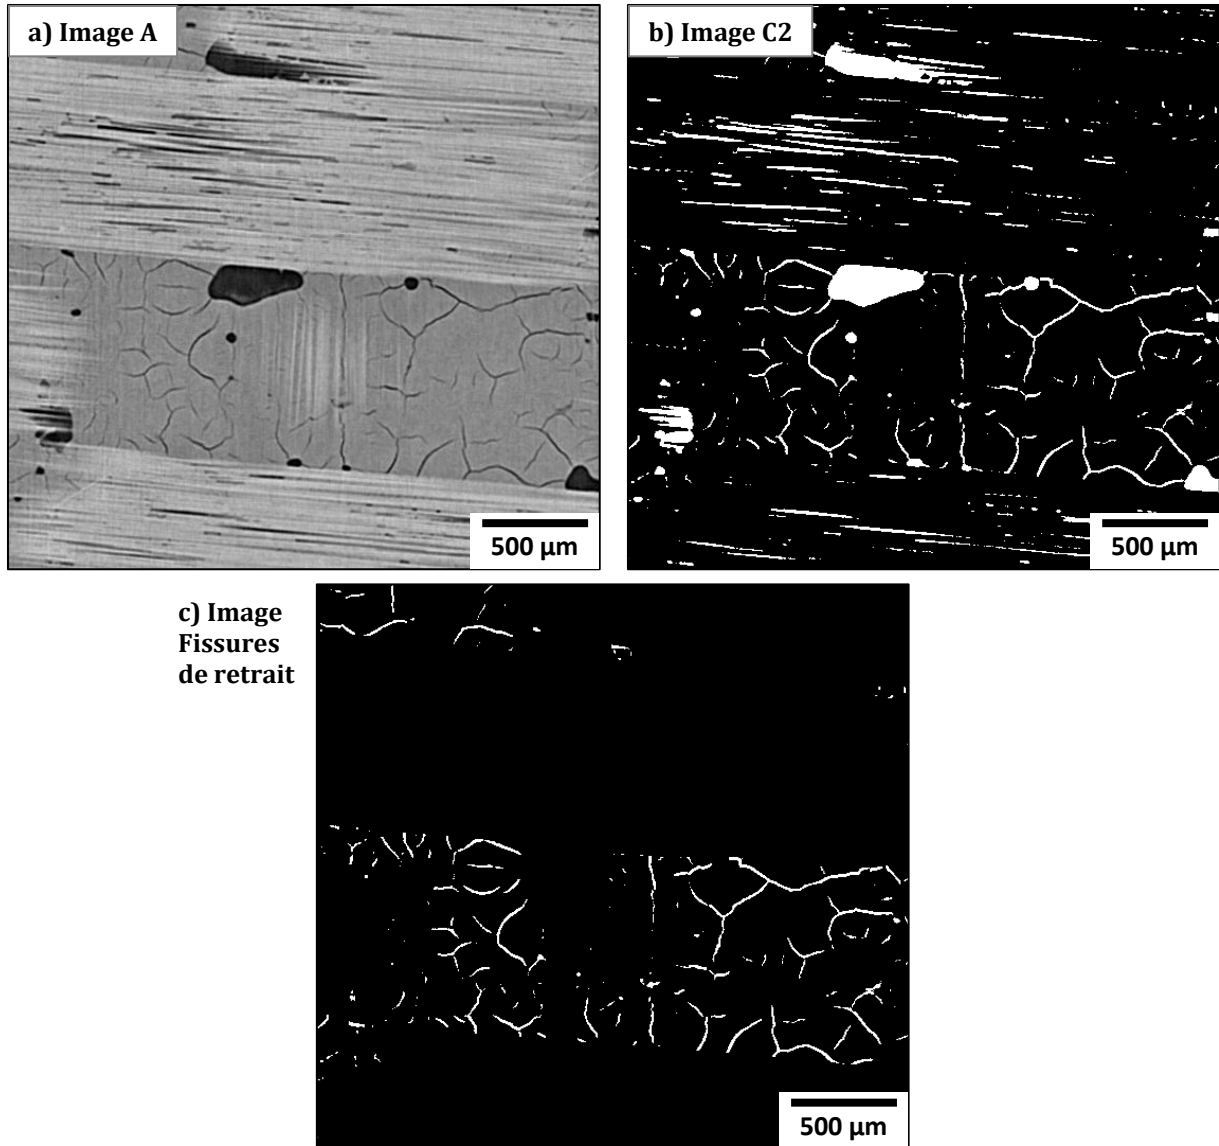 a) Image A
b) Image C2
500 µm
500 µm
c) Image
Fissures
de retrait
500 µm